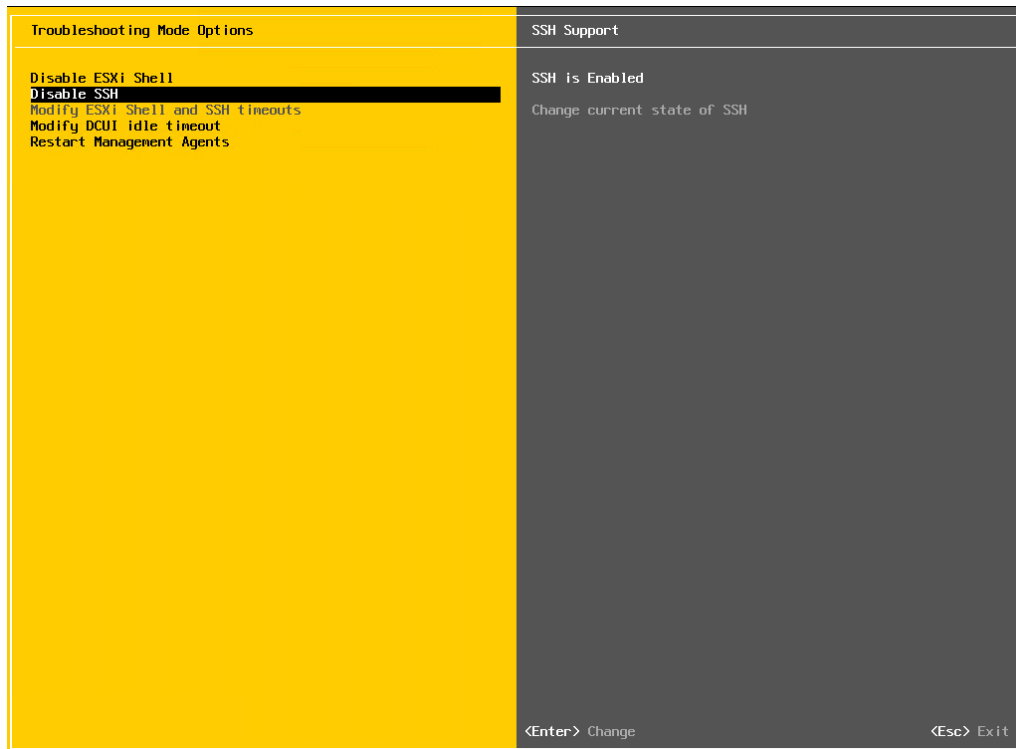 Troubleshooting Mode Options
Disable ESXi Shell
Disable SSH
Modify ESXi Shell and SSH timeouts
Modify DCUI idle timeout
Restart Management Agents
SSH Support
SSH is Enabled
Change current state of SSH
<Enter> Change
<Esc> Exit